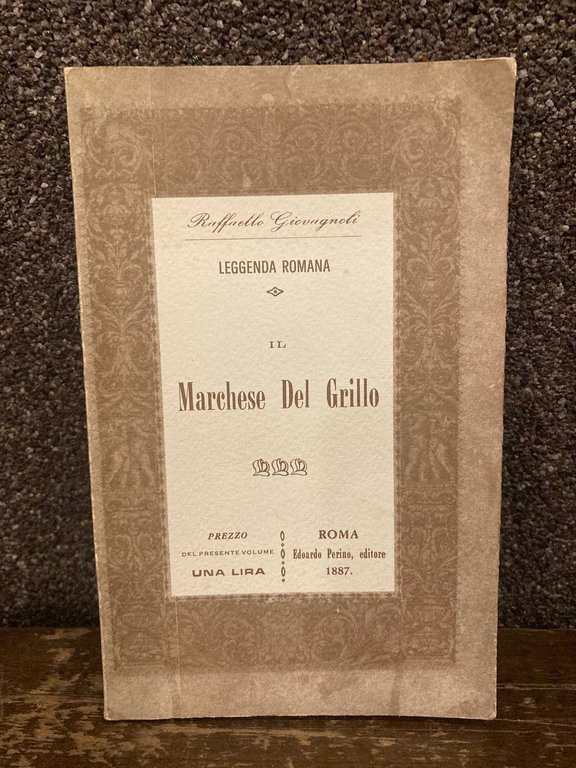 Raffaello Giovagnoli
LEGGENDA ROMANA
IL
Marchese Del Grillo
PREZZO
DEL PRESENTE VOLUME
UNA LIRA
ROMA
Edoardo Perino, editore
1887.